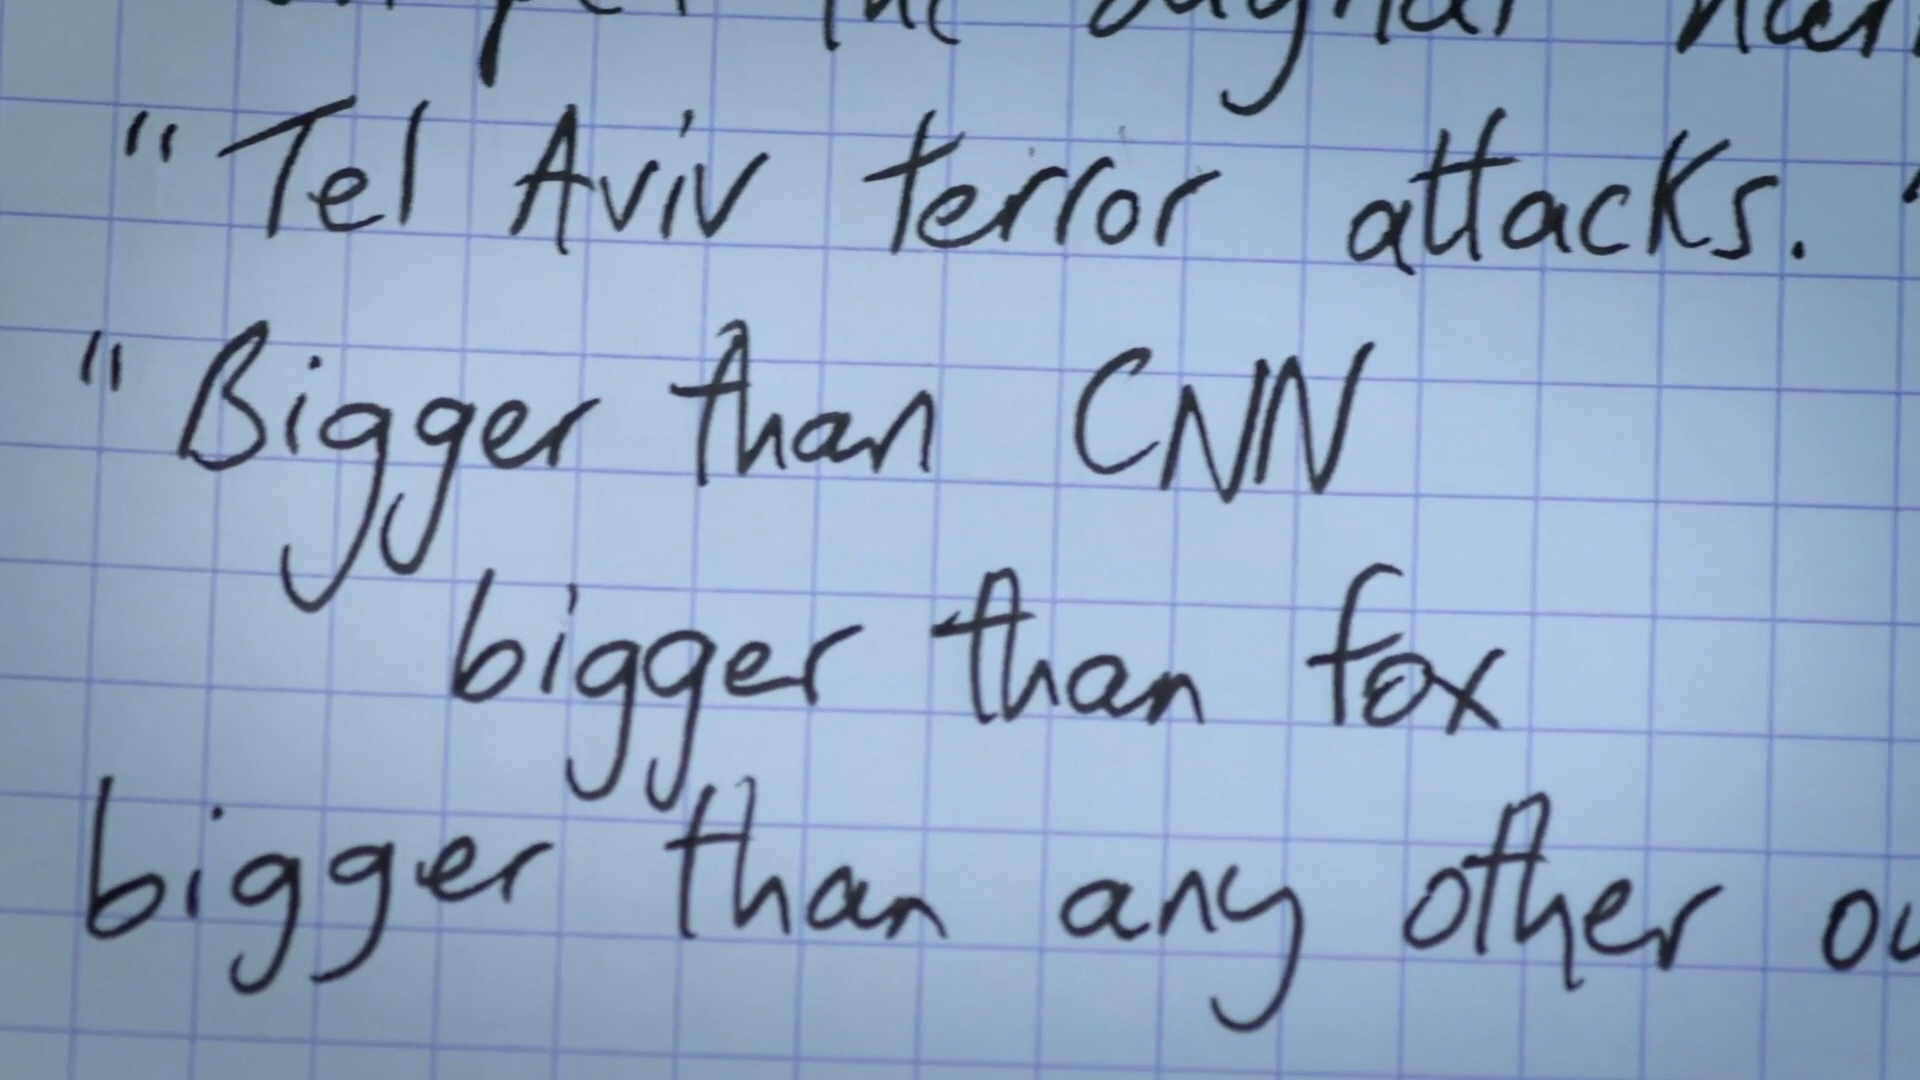 "Tel Aviv terror attacks.
"Bigger than CNN
bigger than fox
bigger than any other